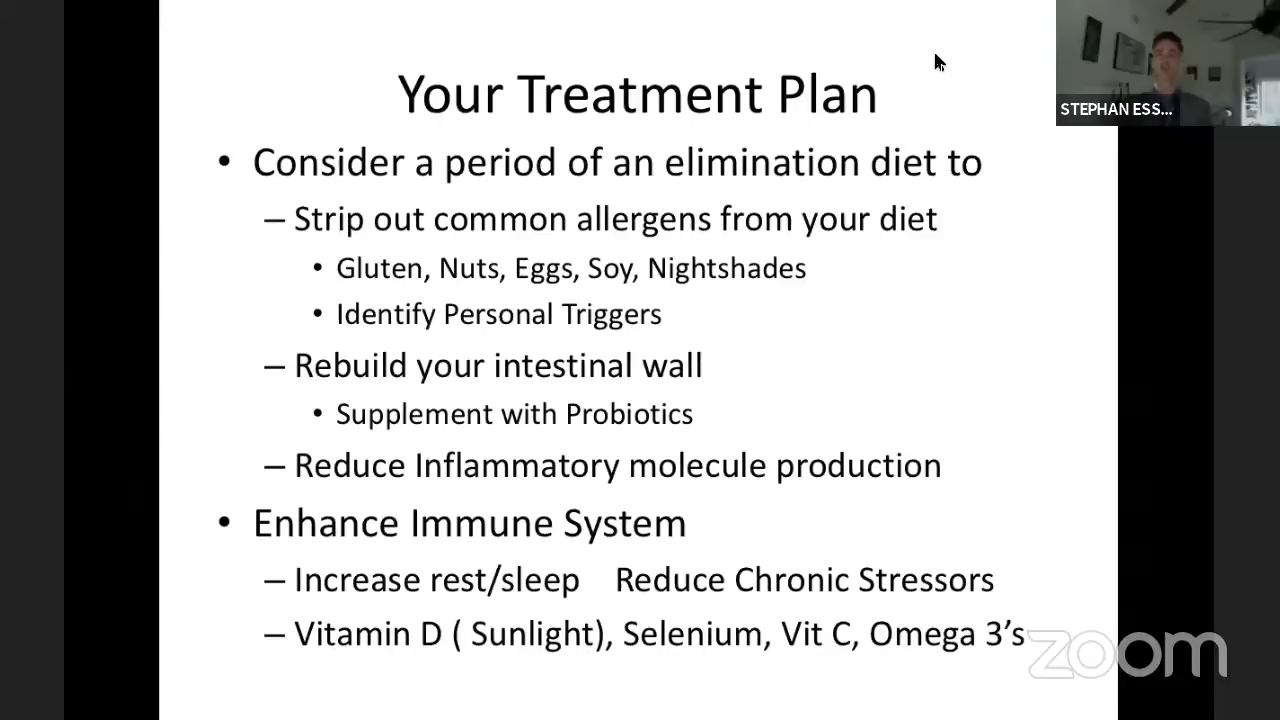 Your Treatment Plan
STEPHAN ESS...
• Consider a period of an elimination diet to
– Strip out common allergens from your diet
• Gluten, Nuts, Eggs, Soy, Nightshades
• Identify Personal Triggers
– Rebuild your intestinal wall
• Supplement with Probiotics
– Reduce Inflammatory molecule production
• Enhance Immune System
– Increase rest/sleep Reduce Chronic Stressors
– Vitamin D ( Sunlight), Selenium, Vit C, Omega 3’s
zoom